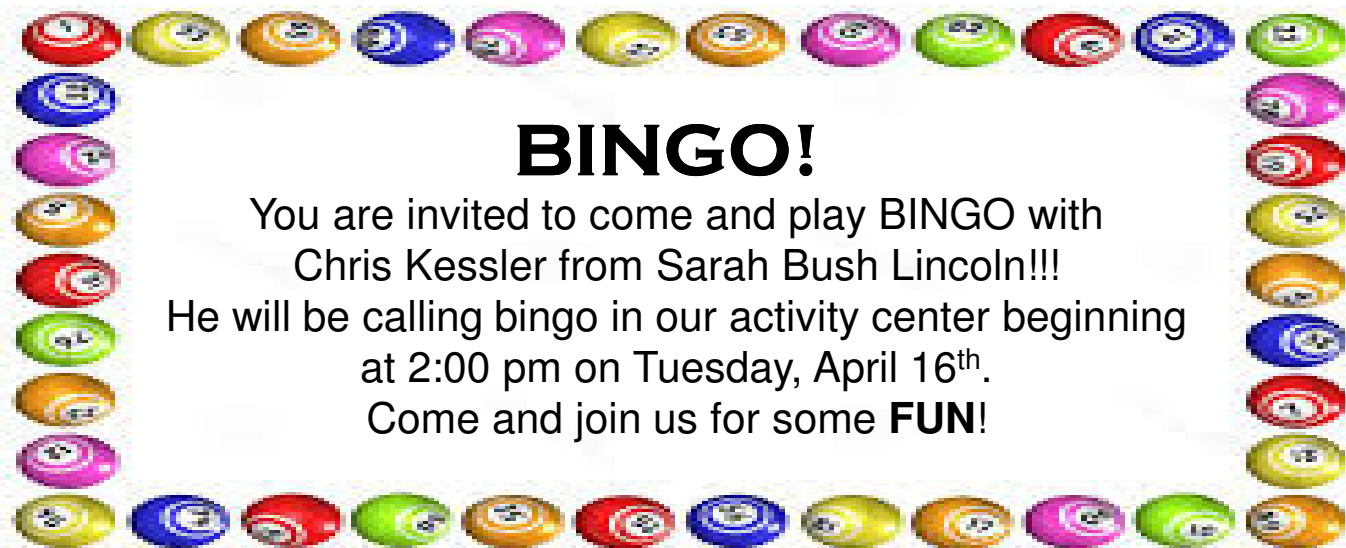 BINGO!
You are invited to come and play BINGO with
Chris Kessler from Sarah Bush Lincoln!!!
He will be calling bingo in our activity center beginning
at 2:00 pm on Tuesday, April 16th.
Come and join us for some FUN!